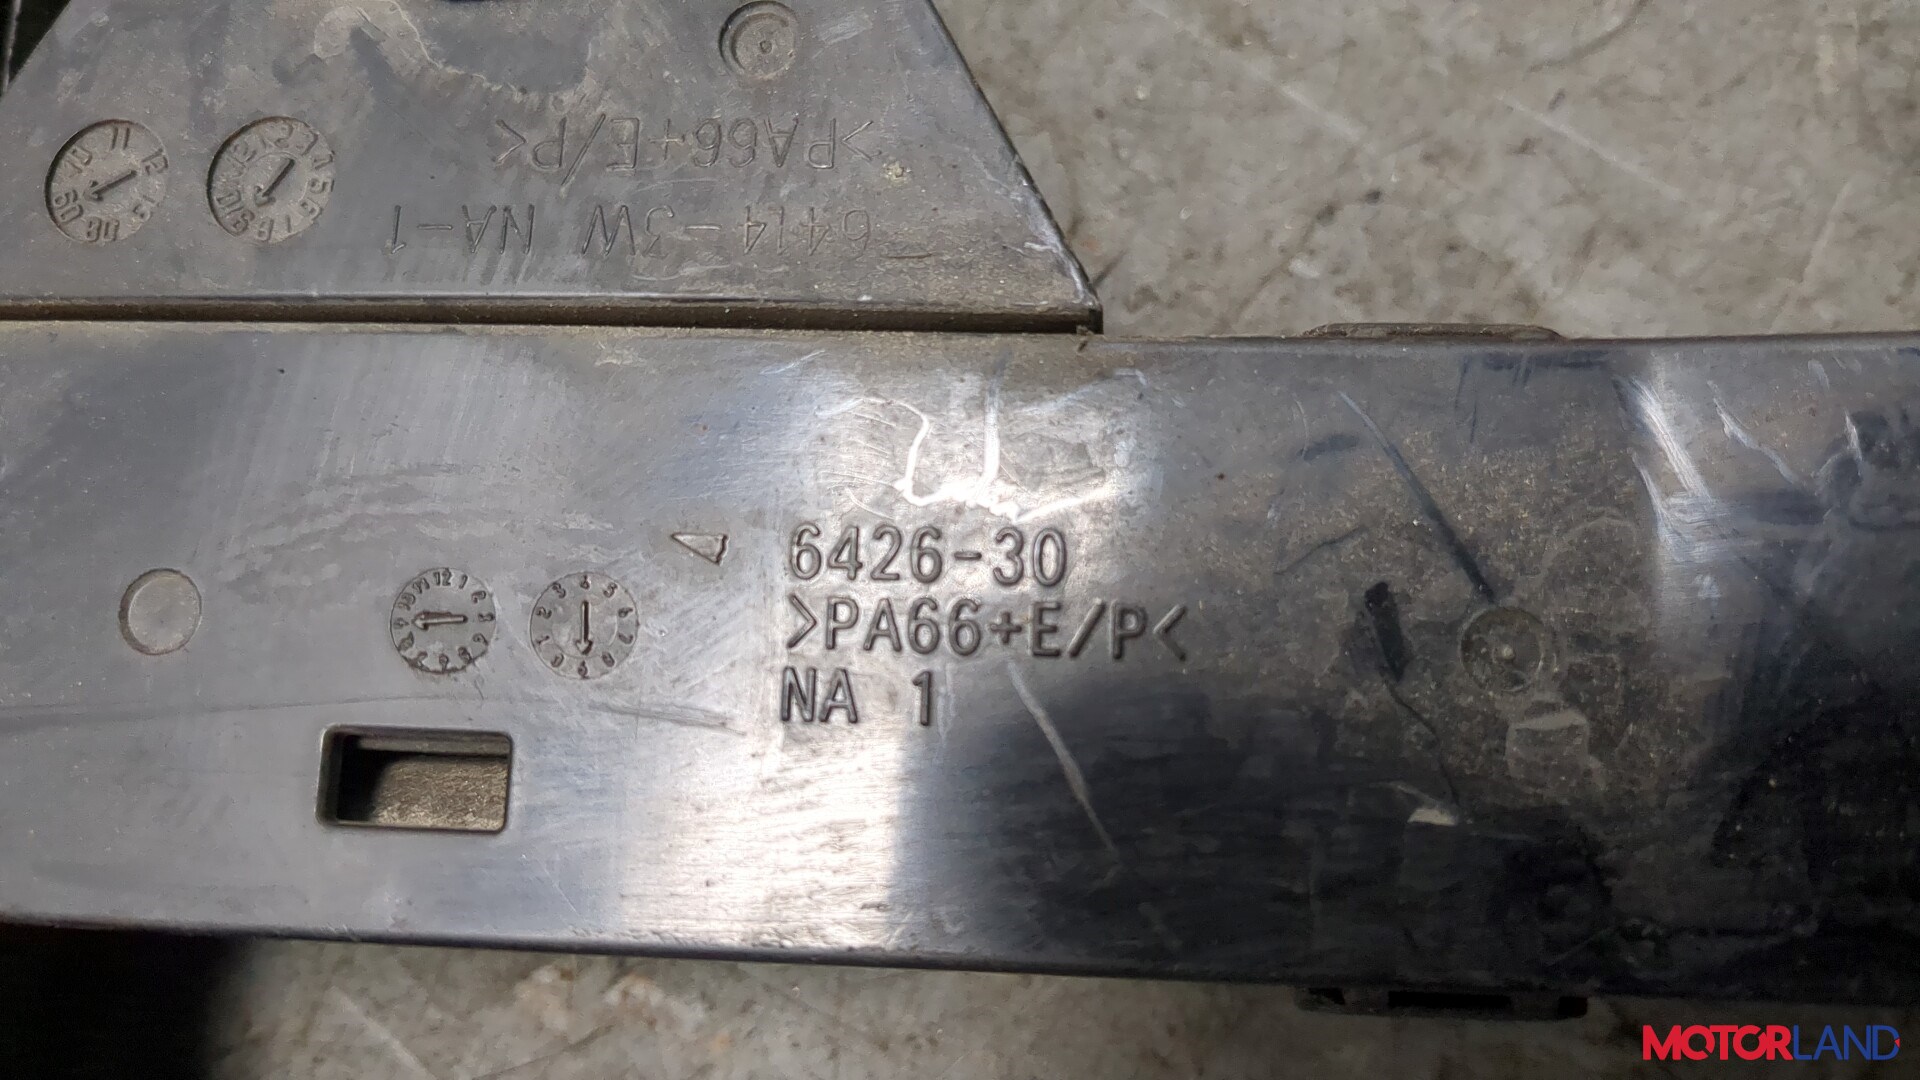 >PA66+E/P<
6414-3W NA-1
6426-30
>PA66+E/P<
NA 1
MOTORLAND